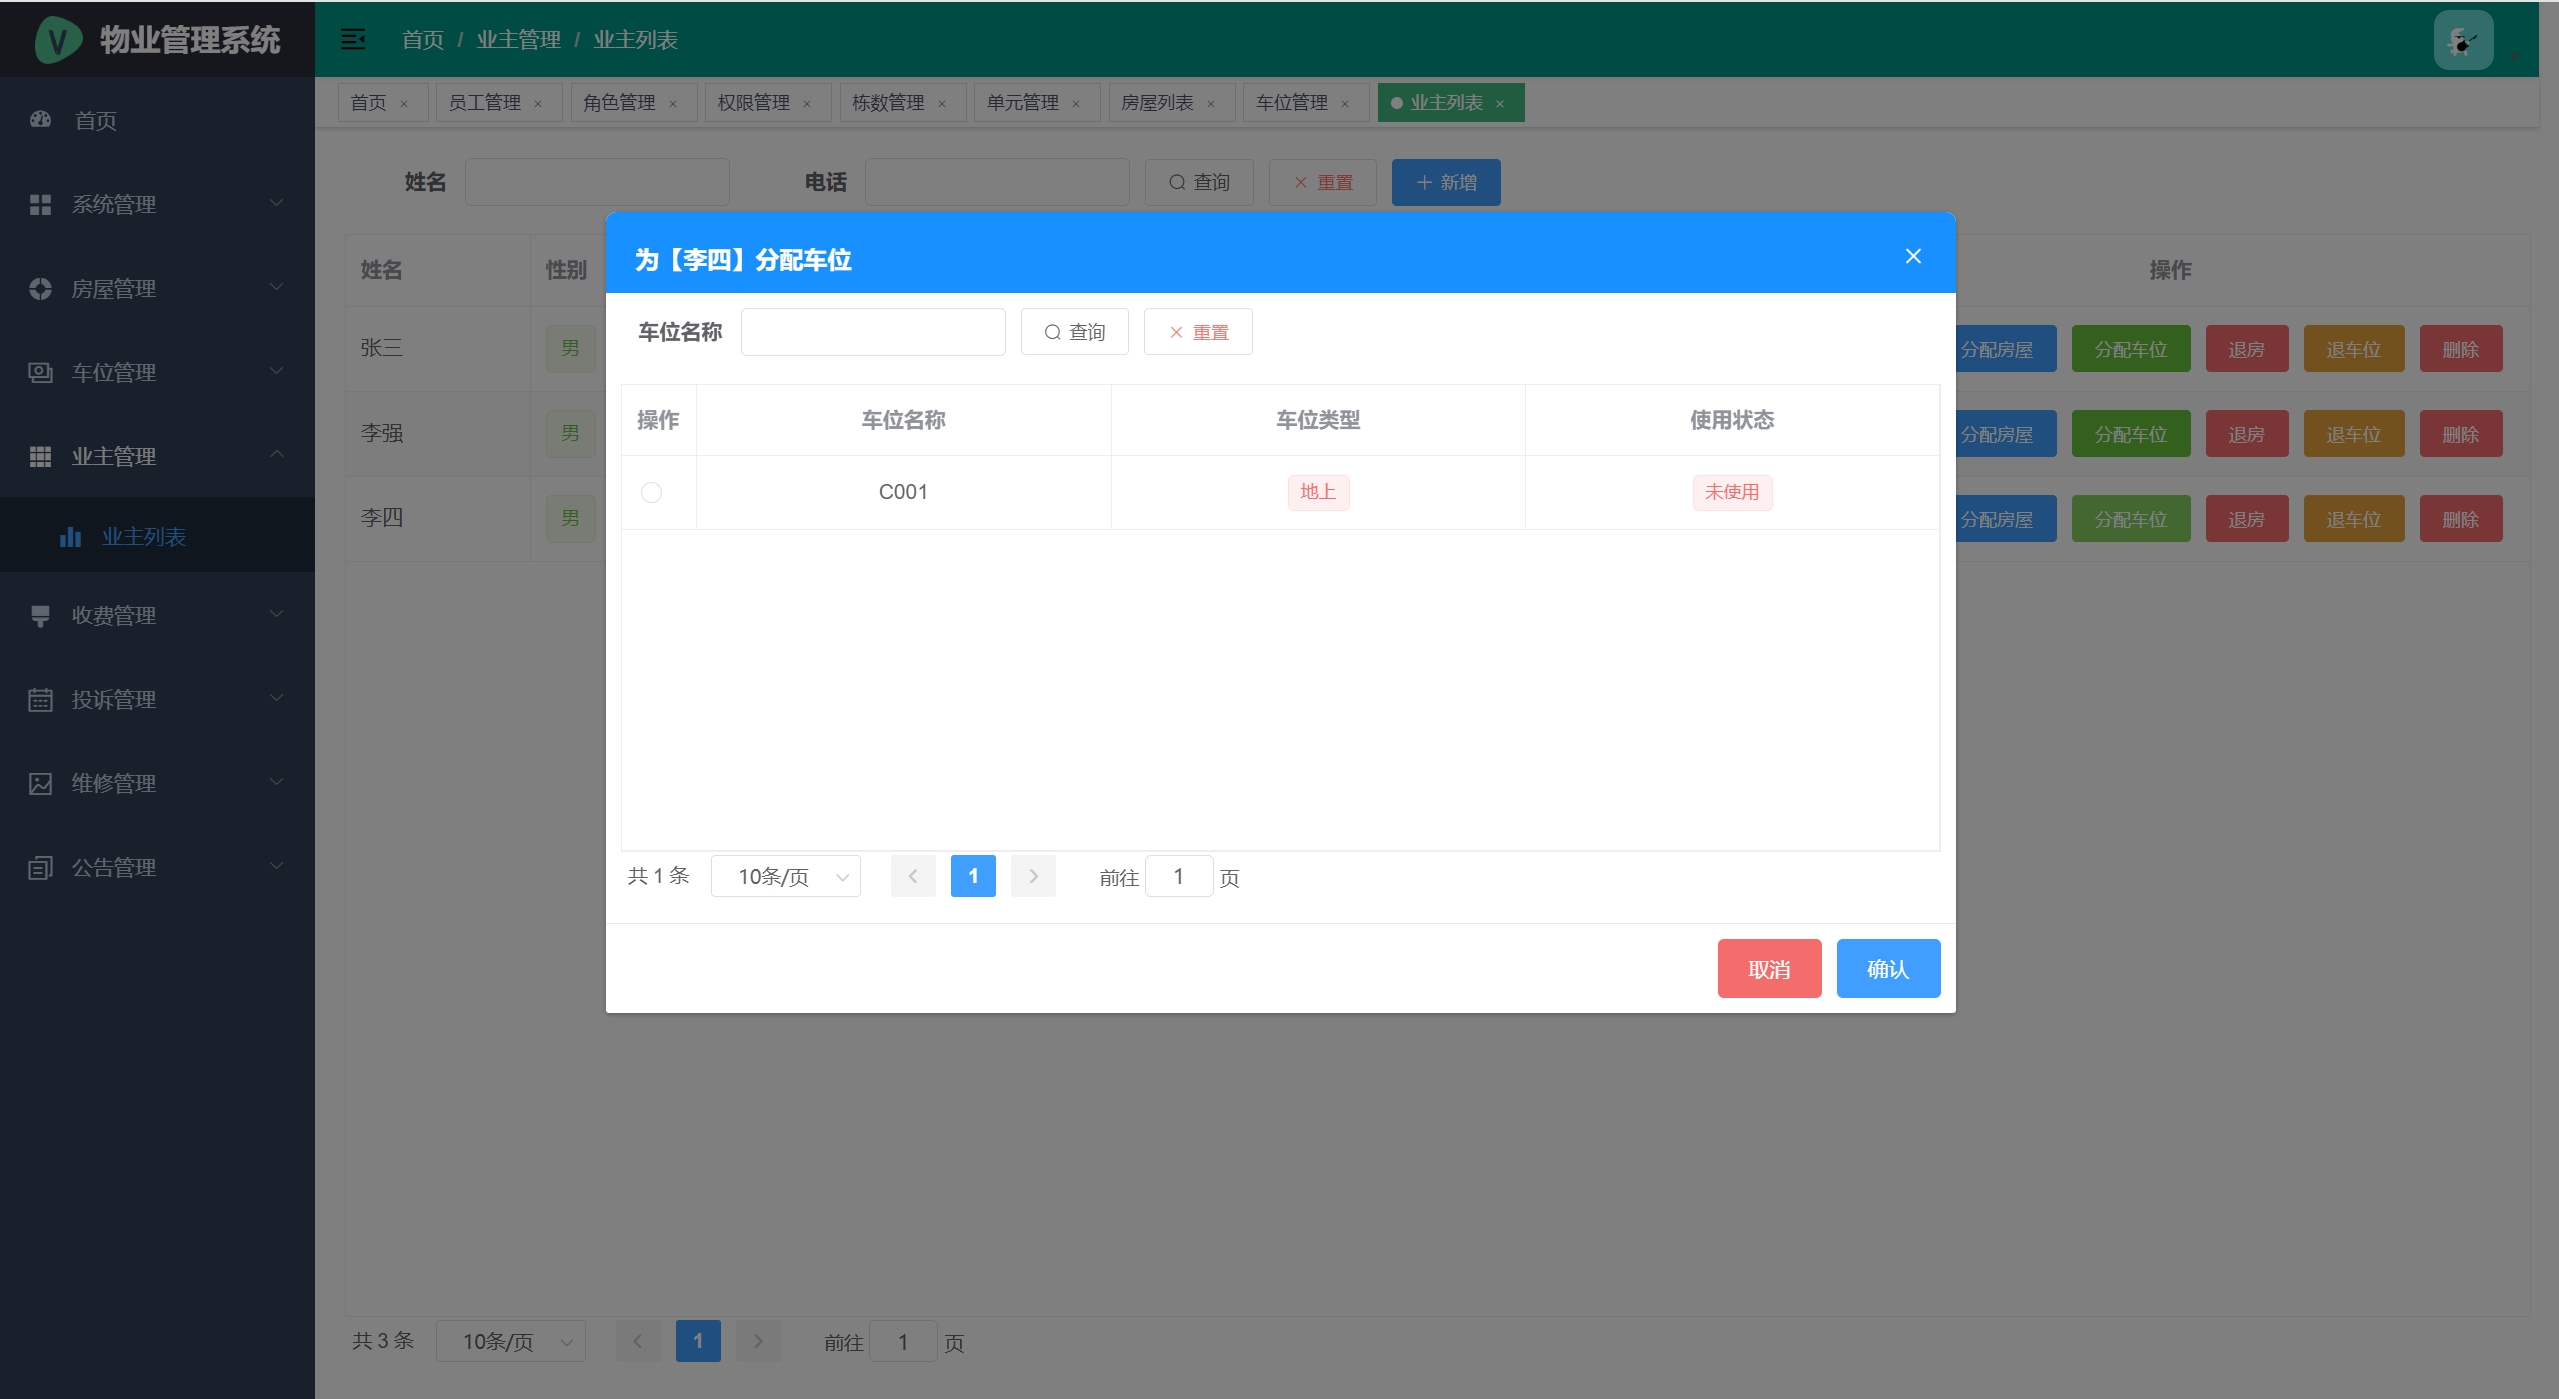 物业管理系统
首页 / 业主管理 / 业主列表
首页 × 员工管理 × 角色管理 × 权限管理 × 栋数管理 × 单元管理 × 房屋列表 × 车位管理 × 业主列表 ×
首页
系统管理
房屋管理
车位管理
业主管理
业主列表
收费管理
投诉管理
维修管理
公告管理
姓名 电话 查询 重置 新增
姓名 性别 操作
张三 男 分配房屋 分配车位 退房 退车位 删除
李强 男 分配房屋 分配车位 退房 退车位 删除
李四 男 分配房屋 分配车位 退房 退车位 删除
为【李四】分配车位
车位名称 查询 重置
操作 车位名称 车位类型 使用状态
C001 地上 未使用
共 1 条 10条/页 1 前往 1 页
取消 确认
共 3 条 10条/页 1 前往 1 页